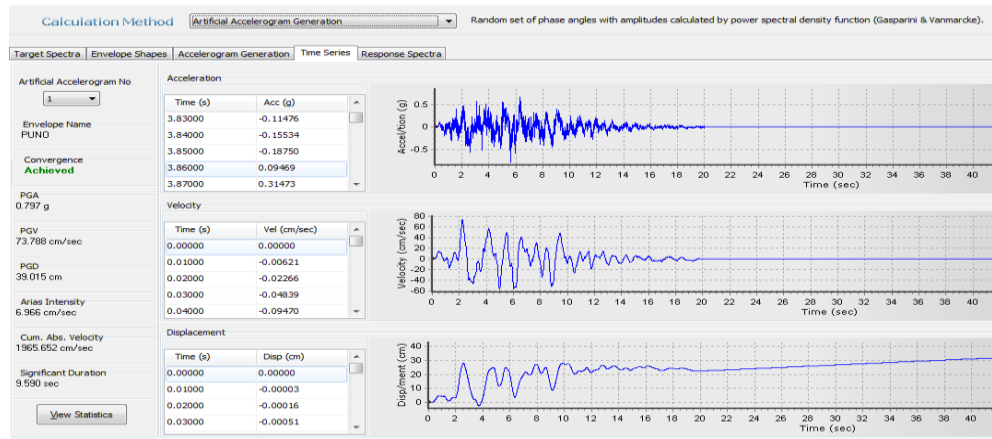 Calculation Method Artificial Accelerogram Generation Random set of phase angles with amplitudes calculated by power spectral density function (Gasparini & Vanmarcke).
Target Spectra Envelope Shapes Accelerogram Generation Time Series Response Spectra
Artificial Accelerogram No
1
Envelope Name
PUNO
Convergence
Achieved
PGA
0.797 g
PGV
73.788 cm/sec
PGD
39.015 cm
Arias Intensity
6.966 cm/sec
Cum. Abs. Velocity
1965.652 cm/sec
Significant Duration
9.590 sec
View Statistics
Acceleration
Time (s) Acc (g)
3.83000 -0.11476
3.84000 -0.15534
3.85000 -0.18750
3.86000 0.09469
3.87000 0.31473
Accel/tion (g)
0.5
0
-0.5
0 2 4 6 8 10 12 14 16 18 20 22 24 26 28 30 32 34 36 38 40
Time (sec)
Velocity
Time (s) Vel (cm/sec)
0.00000 0.00000
0.01000 -0.00621
0.02000 -0.02266
0.03000 -0.04839
0.04000 -0.09470
Velocity (cm/sec)
80
60
40
20
0
-20
-40
-60
0 2 4 6 8 10 12 14 16 18 20 22 24 26 28 30 32 34 36 38 40
Time (sec)
Displacement
Time (s) Disp (cm)
0.00000 0.00000
0.01000 -0.00003
0.02000 -0.00016
0.03000 -0.00051
Disp/ment (cm)
40
30
20
10
0
0 2 4 6 8 10 12 14 16 18 20 22 24 26 28 30 32 34 36 38 40
Time (sec)